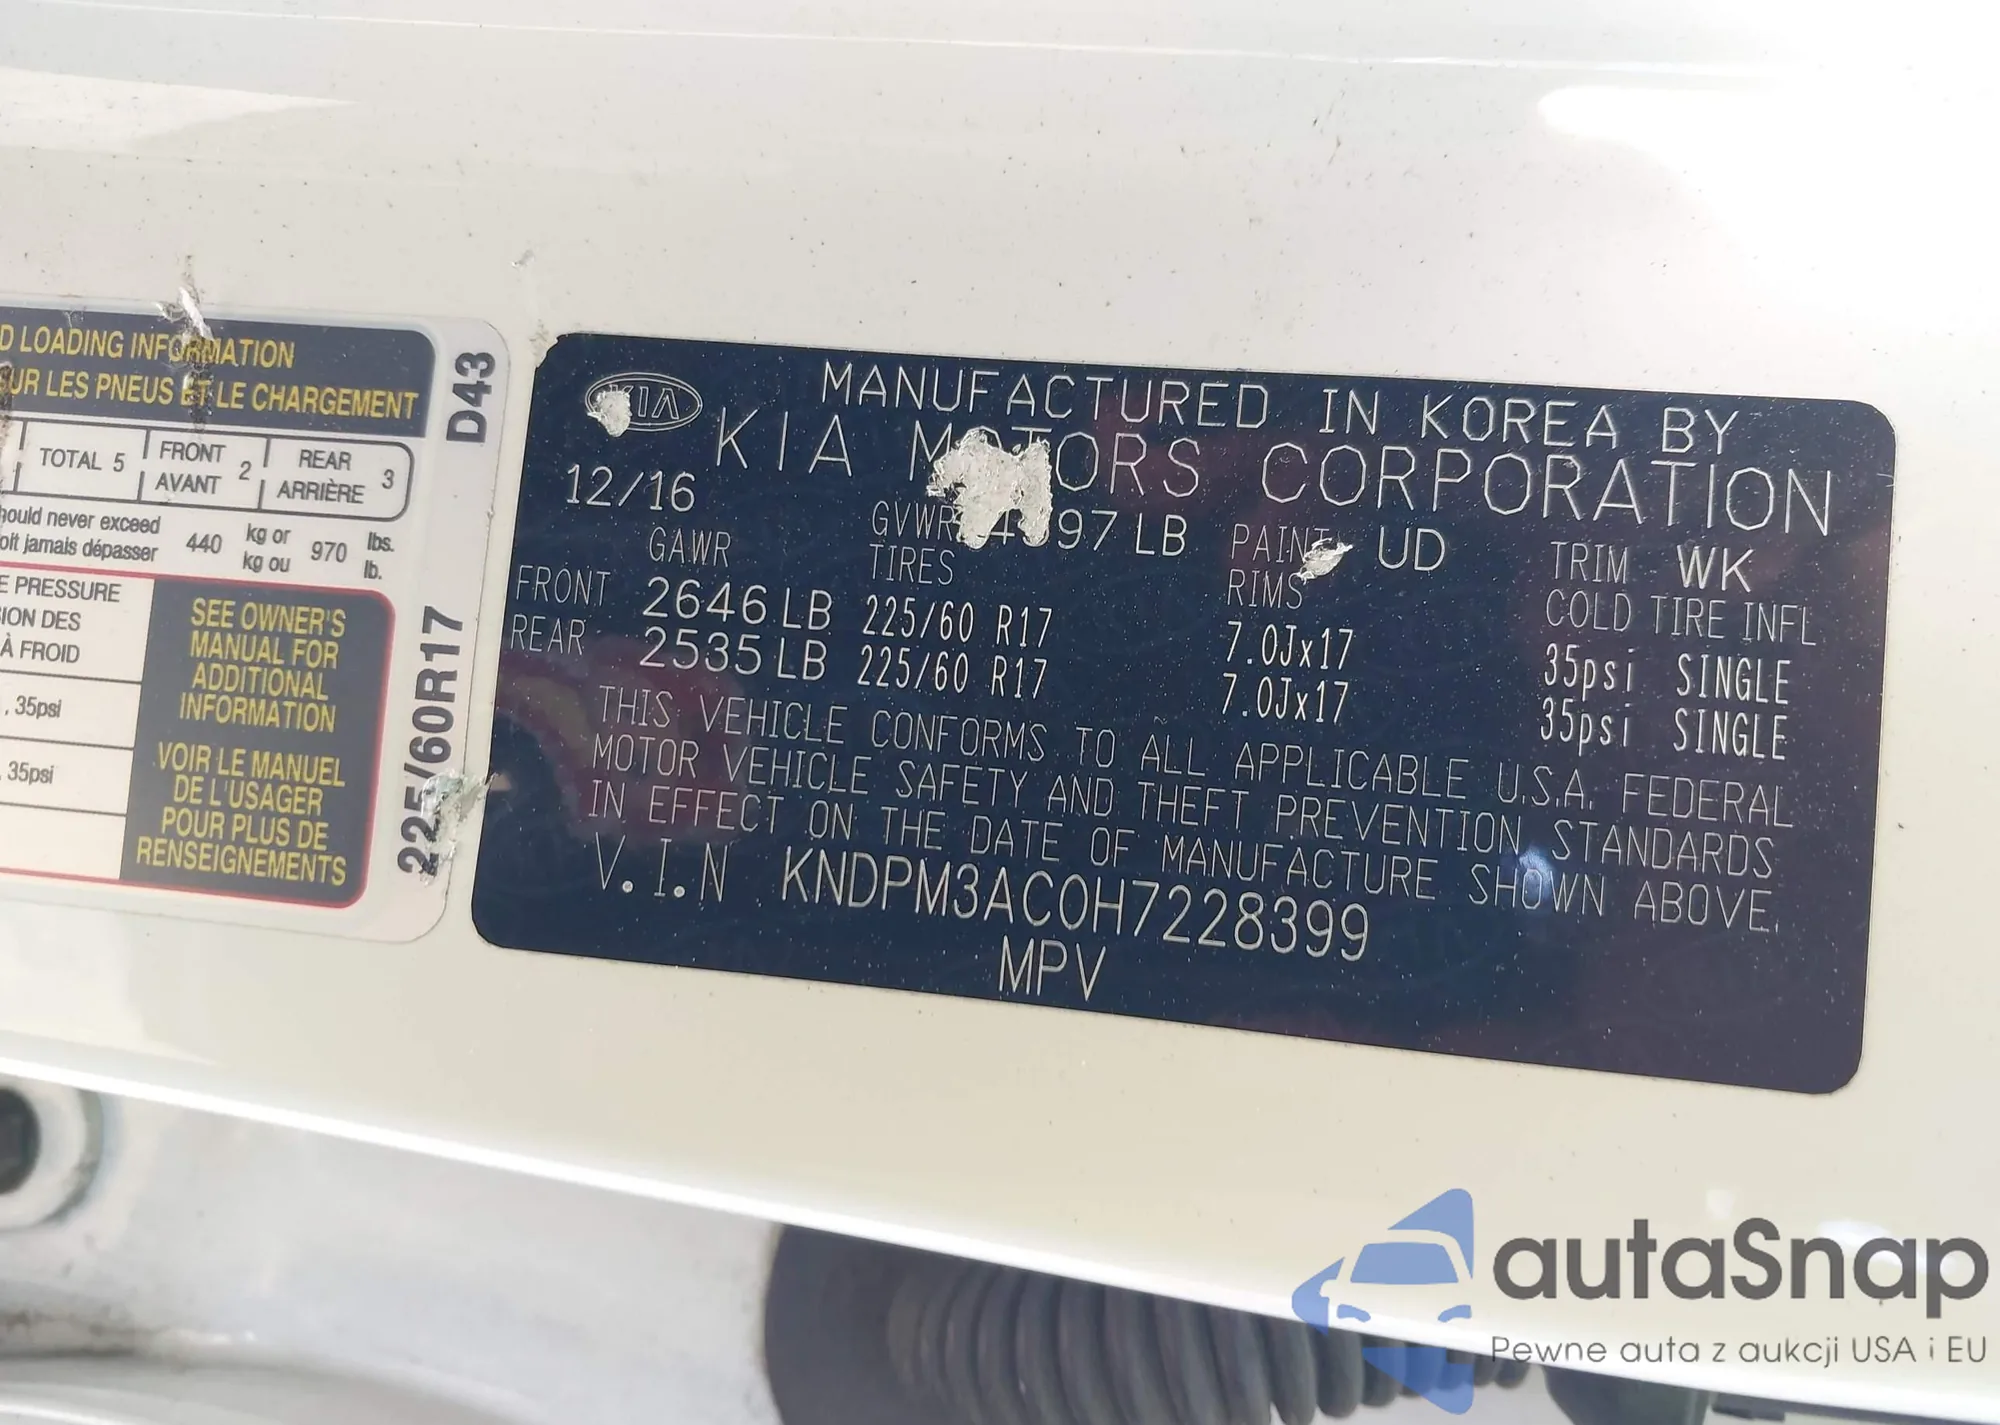 D LOADING INFORMATION
SUR LES PNEUS ET LE CHARGEMENT
TOTAL 5
FRONT
AVANT
2
REAR
ARRIÈRE
3
hould never exceed
oit jamais dépasser
440
kg or
kg ou
970
lbs.
lb.
E PRESSURE
ION DES
À FROID
, 35psi
35psi
SEE OWNER'S
MANUAL FOR
ADDITIONAL
INFORMATION
VOIR LE MANUEL
DE L'USAGER
POUR PLUS DE
RENSEIGNEMENTS
D43
225/60R17
KIA
MANUFACTURED IN KOREA BY
KIA MOTORS CORPORATION
12/16
GVWR 97 LB PAINT UD TRIM WK
GAWR TIRES RIMS COLD TIRE INFL
FRONT 2646 LB 225/60 R17 7.0Jx17 35psi SINGLE
REAR 2535 LB 225/60 R17 7.0Jx17 35psi SINGLE
THIS VEHICLE CONFORMS TO ALL APPLICABLE U.S.A. FEDERAL
MOTOR VEHICLE SAFETY AND THEFT PREVENTION STANDARDS
IN EFFECT ON THE DATE OF MANUFACTURE SHOWN ABOVE.
V.I.N KNDPM3AC0H7228399
MPV
autaSnap
Pewne auta z aukcji USA i EU